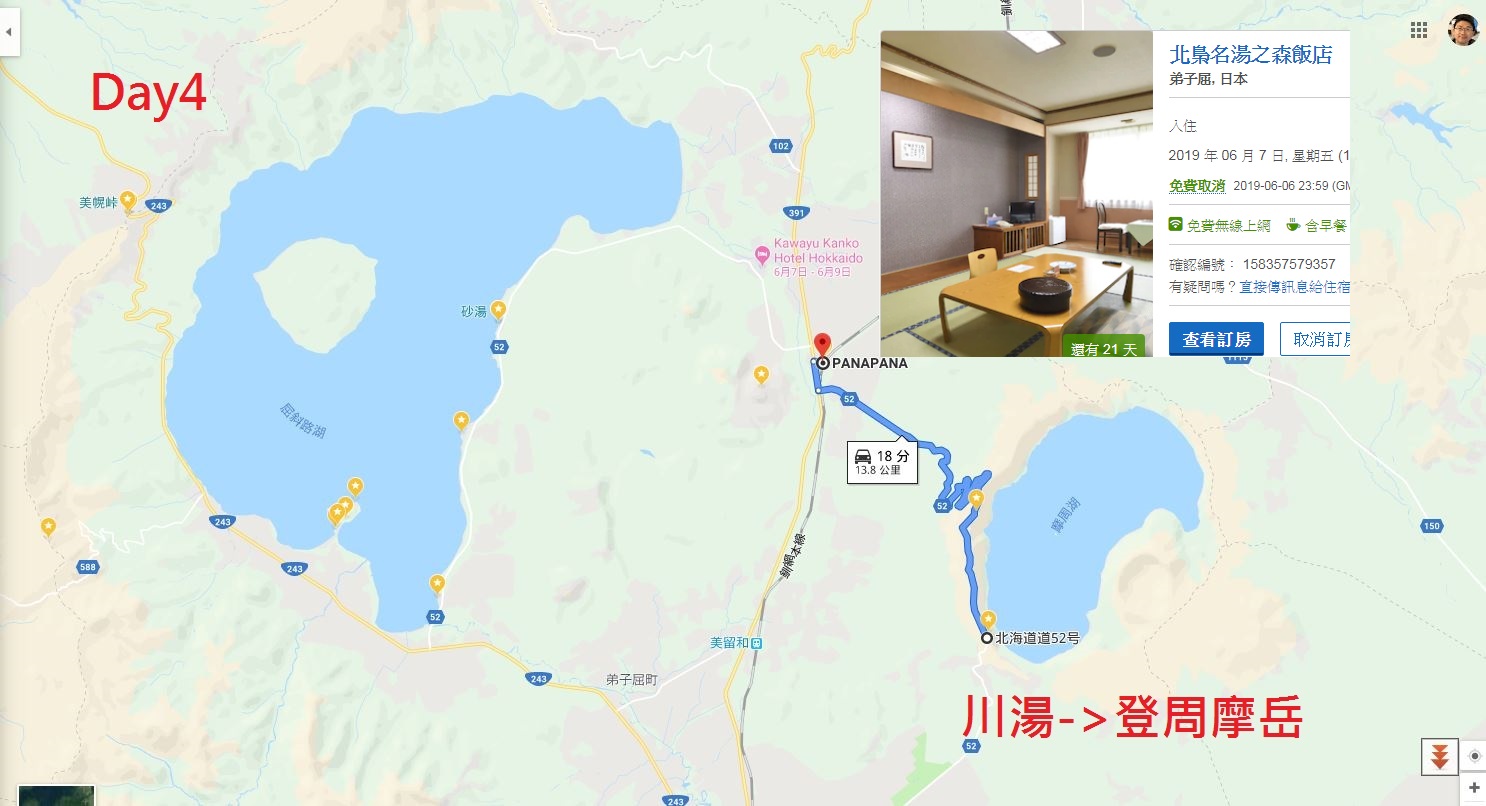 Day4
北梟名湯之森飯店
弟子屈, 日本
入住
2019 年 06 月 7 日, 星期五 (1
免費取消 2019-06-06 23:59 (GM
免費無線上網 含早餐
確認編號： 158357579357
有疑問嗎？直接傳訊息給住宿
查看訂房
取消訂房
還有 21 天
102
美幌峠
243
391
Kawayu Kanko
Hotel Hokkaido
6月7日 - 6月9日
砂湯
52
PANAPANA
52
屈斜路湖
18 分
13.8 公里
52
摩周湖
243
150
釧網本線
243
588
52
北海道道52号
美留和
243
弟子屈町
川湯->登周摩岳
52
243